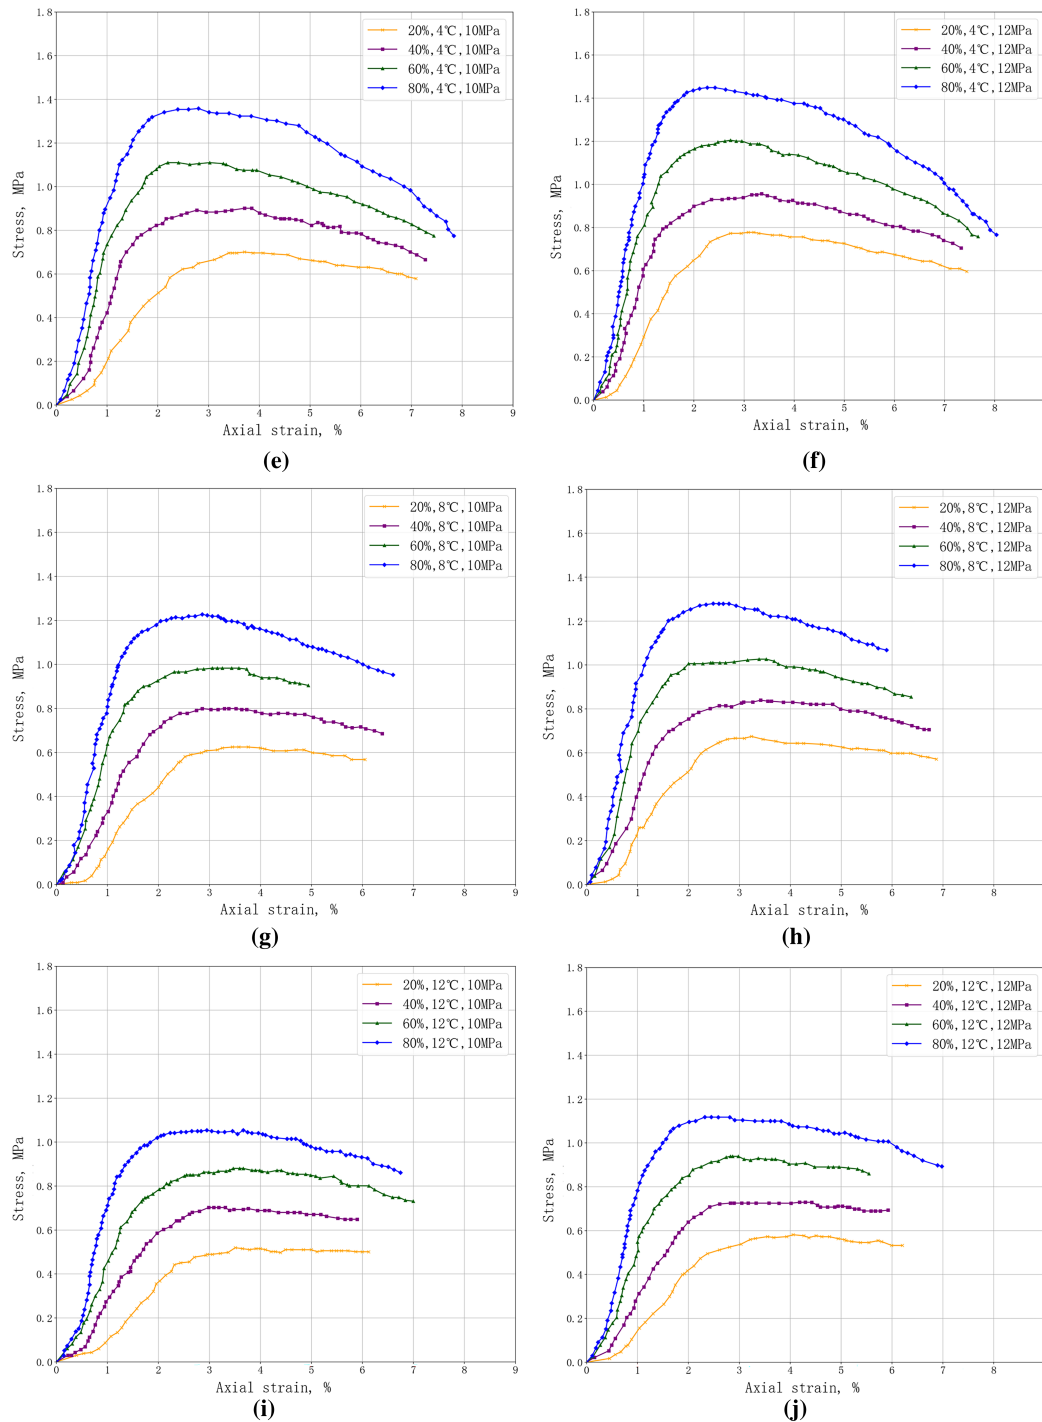 1.8
1.6
1.4
1.2
1.0
0.8
0.6
0.4
0.2
0.0
Stress, MPa
20%,4℃,10MPa
40%,4℃,10MPa
60%,4℃,10MPa
80%,4℃,10MPa
0 1 2 3 4 5 6 7 8 9
Axial strain, %
(e)
1.8
1.6
1.4
1.2
1.0
0.8
0.6
0.4
0.2
0.0
Stress, MPa
20%,4℃,12MPa
40%,4℃,12MPa
60%,4℃,12MPa
80%,4℃,12MPa
0 1 2 3 4 5 6 7 8
Axial strain, %
(f)
1.8
1.6
1.4
1.2
1.0
0.8
0.6
0.4
0.2
0.0
Stress, MPa
20%,8℃,10MPa
40%,8℃,10MPa
60%,8℃,10MPa
80%,8℃,10MPa
0 1 2 3 4 5 6 7 8 9
Axial strain, %
(g)
1.8
1.6
1.4
1.2
1.0
0.8
0.6
0.4
0.2
0.0
Stress, MPa
20%,8℃,12MPa
40%,8℃,12MPa
60%,8℃,12MPa
80%,8℃,12MPa
0 1 2 3 4 5 6 7 8
Axial strain, %
(h)
1.8
1.6
1.4
1.2
1.0
0.8
0.6
0.4
0.2
0.0
Stress, MPa
20%,12℃,10MPa
40%,12℃,10MPa
60%,12℃,10MPa
80%,12℃,10MPa
0 1 2 3 4 5 6 7 8 9
Axial strain, %
(i)
1.8
1.6
1.4
1.2
1.0
0.8
0.6
0.4
0.2
0.0
Stress, MPa
20%,12℃,12MPa
40%,12℃,12MPa
60%,12℃,12MPa
80%,12℃,12MPa
0 1 2 3 4 5 6 7 8
Axial strain, %
(j)